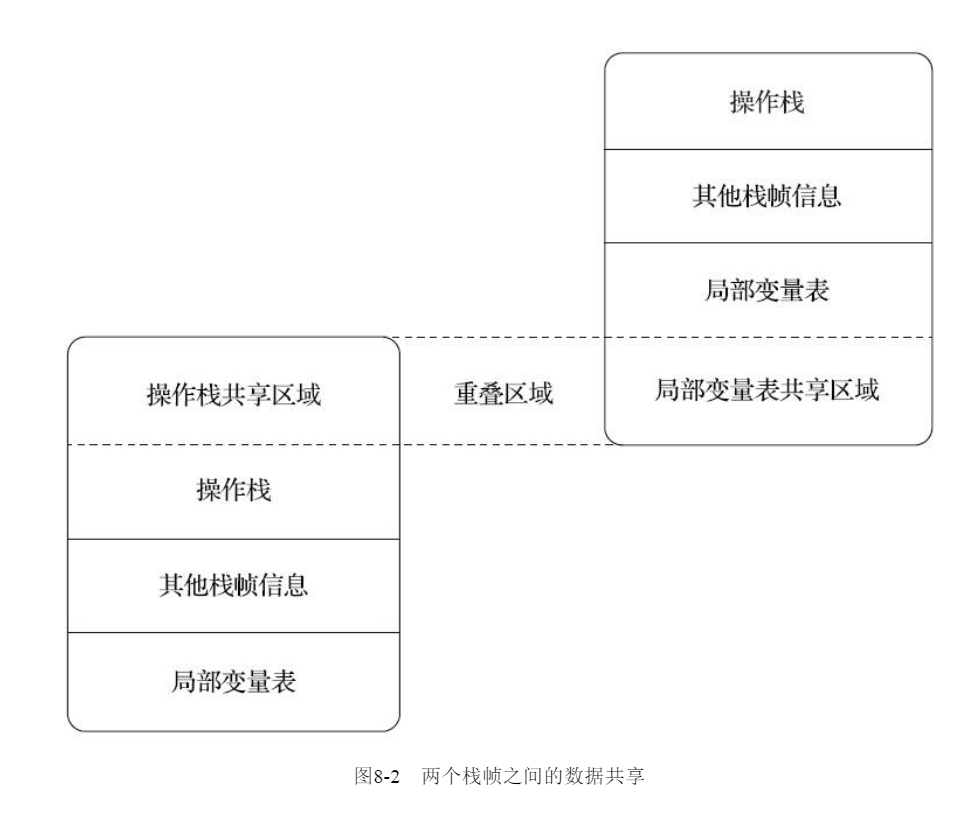 操作栈
其他栈帧信息
局部变量表
操作栈共享区域
重叠区域
局部变量表共享区域
操作栈
其他栈帧信息
局部变量表
图8-2 两个栈帧之间的数据共享